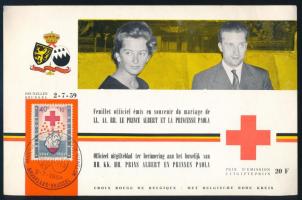 BRUXELLES
BRUSSEL
2-7-59
Feuillet officiel émis en souvenir du mariage de
LL. AA. RR. LE PRINCE ALBERT ET LA PRINCESSE PAOLA
Officieel uitgifteblad ter herinnering aan het huwelijk van
HH. KK. HH. PRINS ALBERT EN PRINSES PAOLA
PRIX D'EMISSION
UITGIFTEPRIJS
20 F
CROIX ROUGE DE BELGIQUE - HET BELGISCHE RODE KRUIS